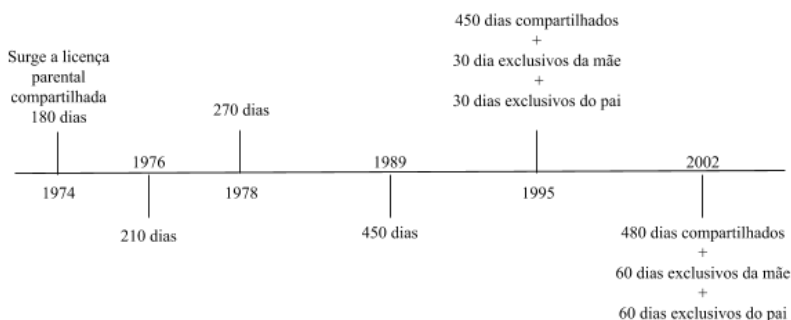 Surge a licença
parental
compartilhada
180 dias
1974
1976
210 dias
270 dias
1978
1989
450 dias
450 dias compartilhados
+
30 dia exclusivos da mãe
+
30 dias exclusivos do pai
1995
2002
480 dias compartilhados
+
60 dias exclusivos da mãe
+
60 dias exclusivos do pai